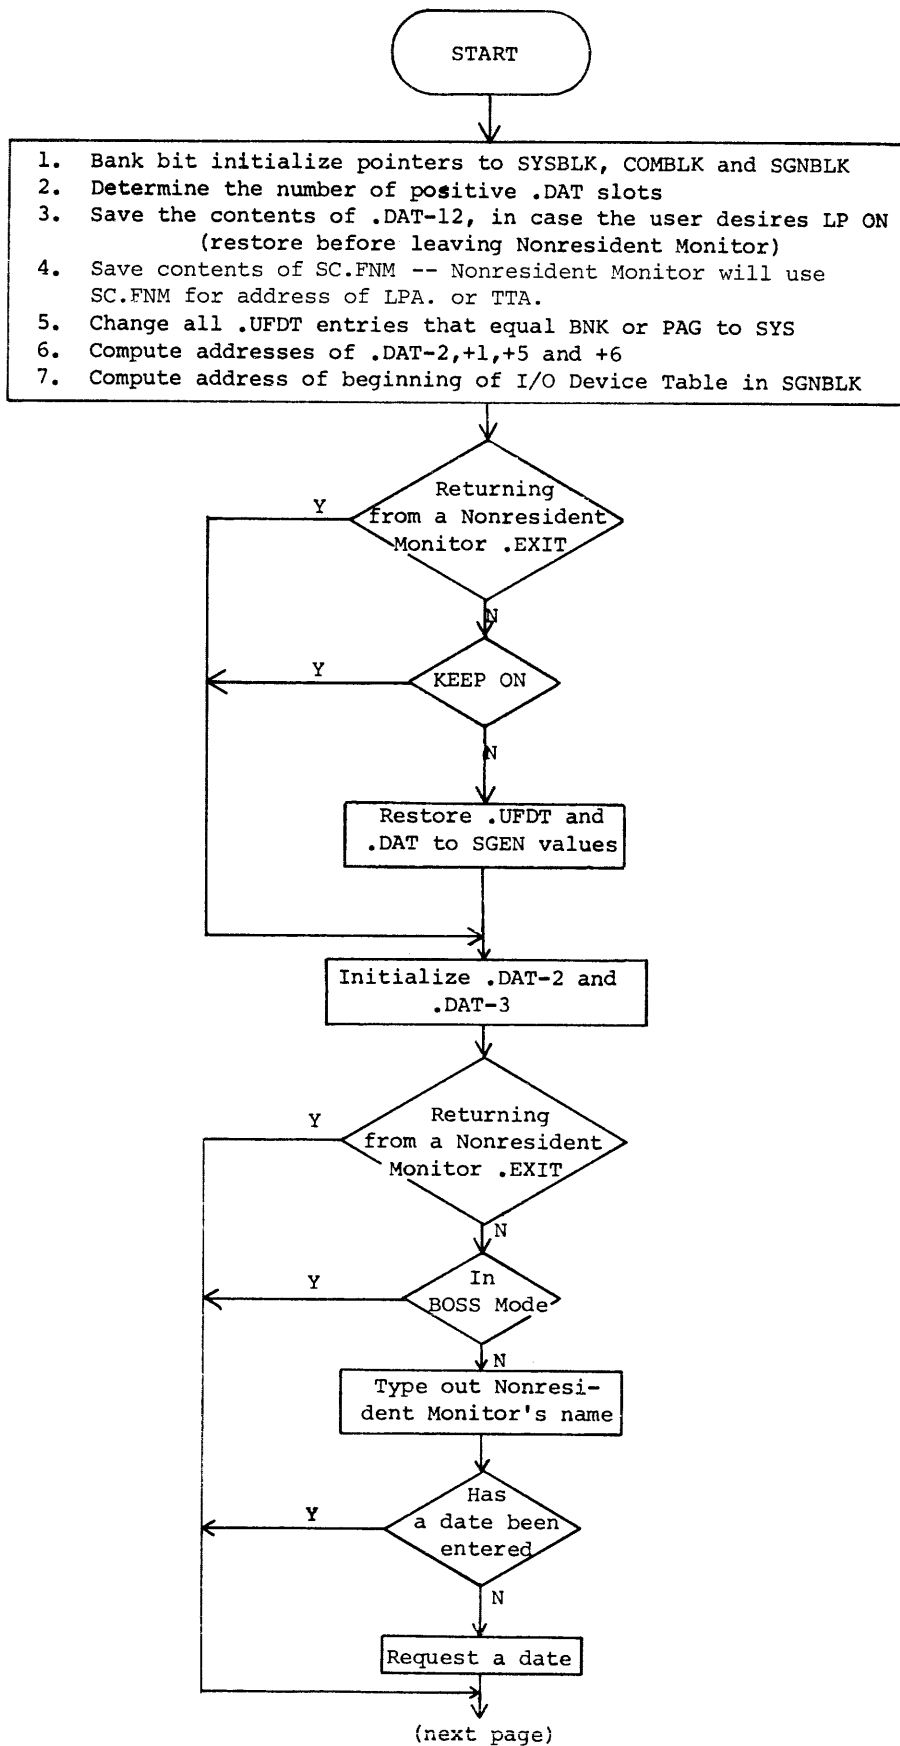 START
1. Bank bit initialize pointers to SYSBLK, COMBLK and SGNBLK
2. Determine the number of positive .DAT slots
3. Save the contents of .DAT-12, in case the user desires LP ON
(restore before leaving Nonresident Monitor)
4. Save contents of SC.FNM -- Nonresident Monitor will use
SC.FNM for address of LPA. or TTA.
5. Change all .UFDT entries that equal BNK or PAG to SYS
6. Compute addresses of .DAT-2,+1,+5 and +6
7. Compute address of beginning of I/O Device Table in SGNBLK
Returning
from a Nonresident
Monitor .EXIT
Y
N
KEEP ON
Y
N
Restore .UFDT and
.DAT to SGEN values
Initialize .DAT-2 and
.DAT-3
Returning
from a Nonresident
Monitor .EXIT
Y
N
In
BOSS Mode
Y
N
Type out Nonresi-
dent Monitor's name
Has
a date been
entered
Y
N
Request a date
(next page)